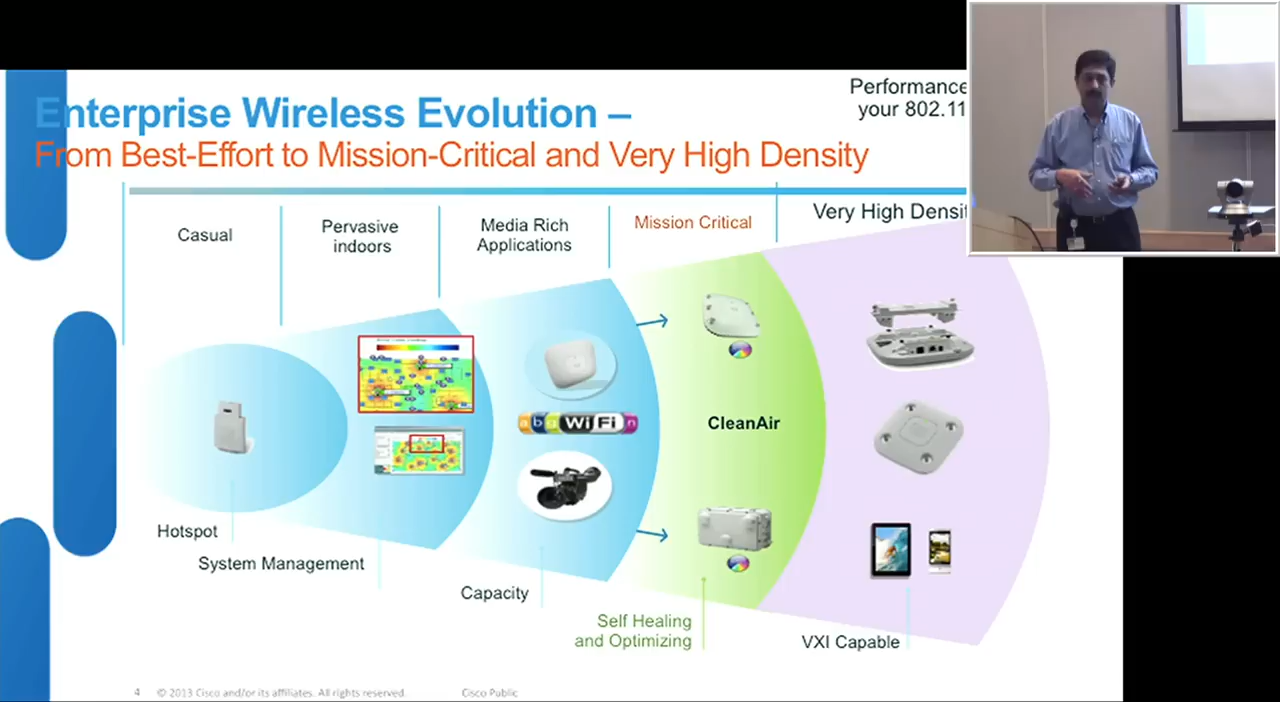 Performance
your 802.11
Enterprise Wireless Evolution –
From Best-Effort to Mission-Critical and Very High Density
Casual
Pervasive
indoors
Media Rich
Applications
Mission Critical
Very High Densit
a b g WiFi n
CleanAir
Hotspot
System Management
Capacity
Self Healing
and Optimizing
VXI Capable
4 © 2013 Cisco and/or its affiliates. All rights reserved. Cisco Public